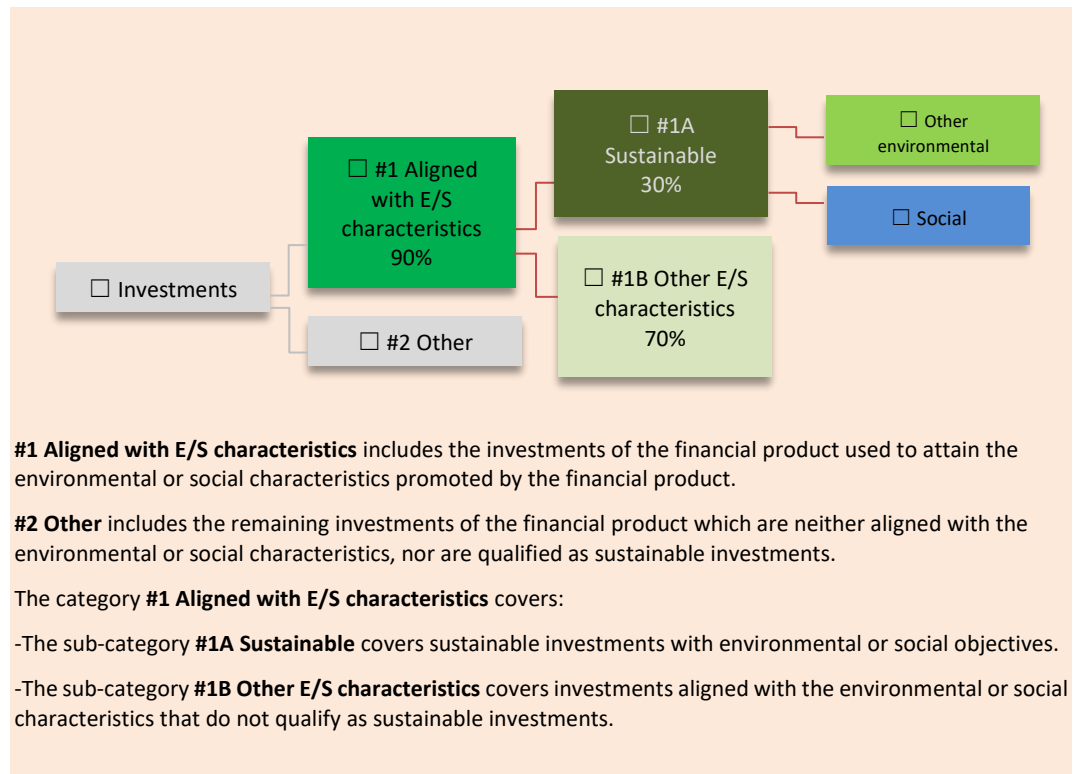 ☐ Investments
☐ #1 Aligned
with E/S
characteristics
90%
☐ #2 Other
☐ #1A
Sustainable
30%
☐ #1B Other E/S
characteristics
70%
☐ Other
environmental
☐ Social
#1 Aligned with E/S characteristics includes the investments of the financial product used to attain the
environmental or social characteristics promoted by the financial product.
#2 Other includes the remaining investments of the financial product which are neither aligned with the
environmental or social characteristics, nor are qualified as sustainable investments.
The category #1 Aligned with E/S characteristics covers:
-The sub-category #1A Sustainable covers sustainable investments with environmental or social objectives.
-The sub-category #1B Other E/S characteristics covers investments aligned with the environmental or social
characteristics that do not qualify as sustainable investments.